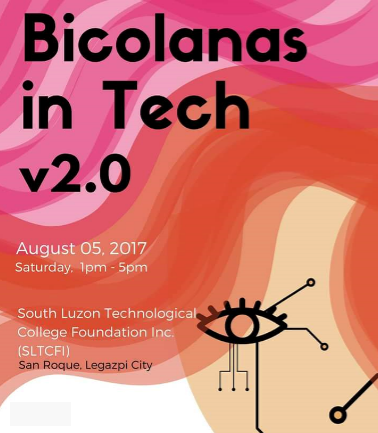 Bicolanas
in Tech
v2.0
August 05, 2017
Saturday, 1pm - 5pm
South Luzon Technological
College Foundation Inc.
(SLTCFI)
San Roque, Legazpi City